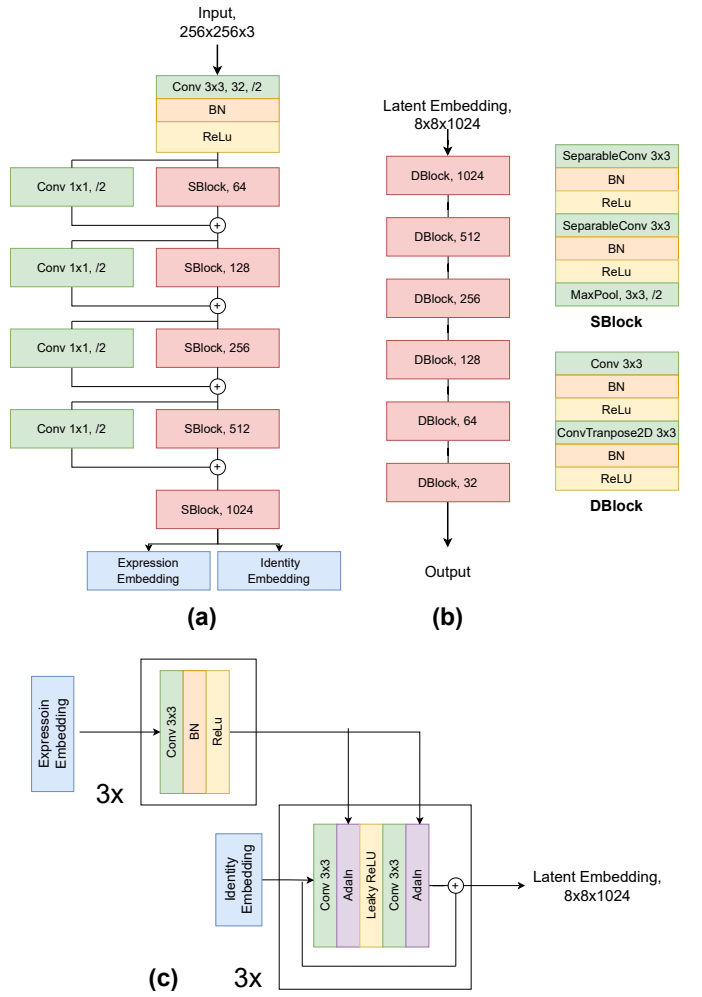 Input,
256x256x3
Conv 3x3, 32, /2
BN
ReLu
Conv 1x1, /2
SBlock, 64
+
Conv 1x1, /2
SBlock, 128
+
Conv 1x1, /2
SBlock, 256
+
Conv 1x1, /2
SBlock, 512
+
SBlock, 1024
Expression
Embedding
Identity
Embedding
(a)
Latent Embedding,
8x8x1024
DBlock, 1024
DBlock, 512
DBlock, 256
DBlock, 128
DBlock, 64
DBlock, 32
Output
(b)
SeparableConv 3x3
BN
ReLu
SeparableConv 3x3
BN
ReLu
MaxPool, 3x3, /2
SBlock
Conv 3x3
BN
ReLu
ConvTranpose2D 3x3
BN
ReLU
DBlock
Expressoin
Embedding
3x
Conv 3x3
BN
ReLu
Identity
Embedding
Conv 3x3
AdaIn
Leaky ReLU
Conv 3x3
AdaIn
+
3x
Latent Embedding,
8x8x1024
(c)